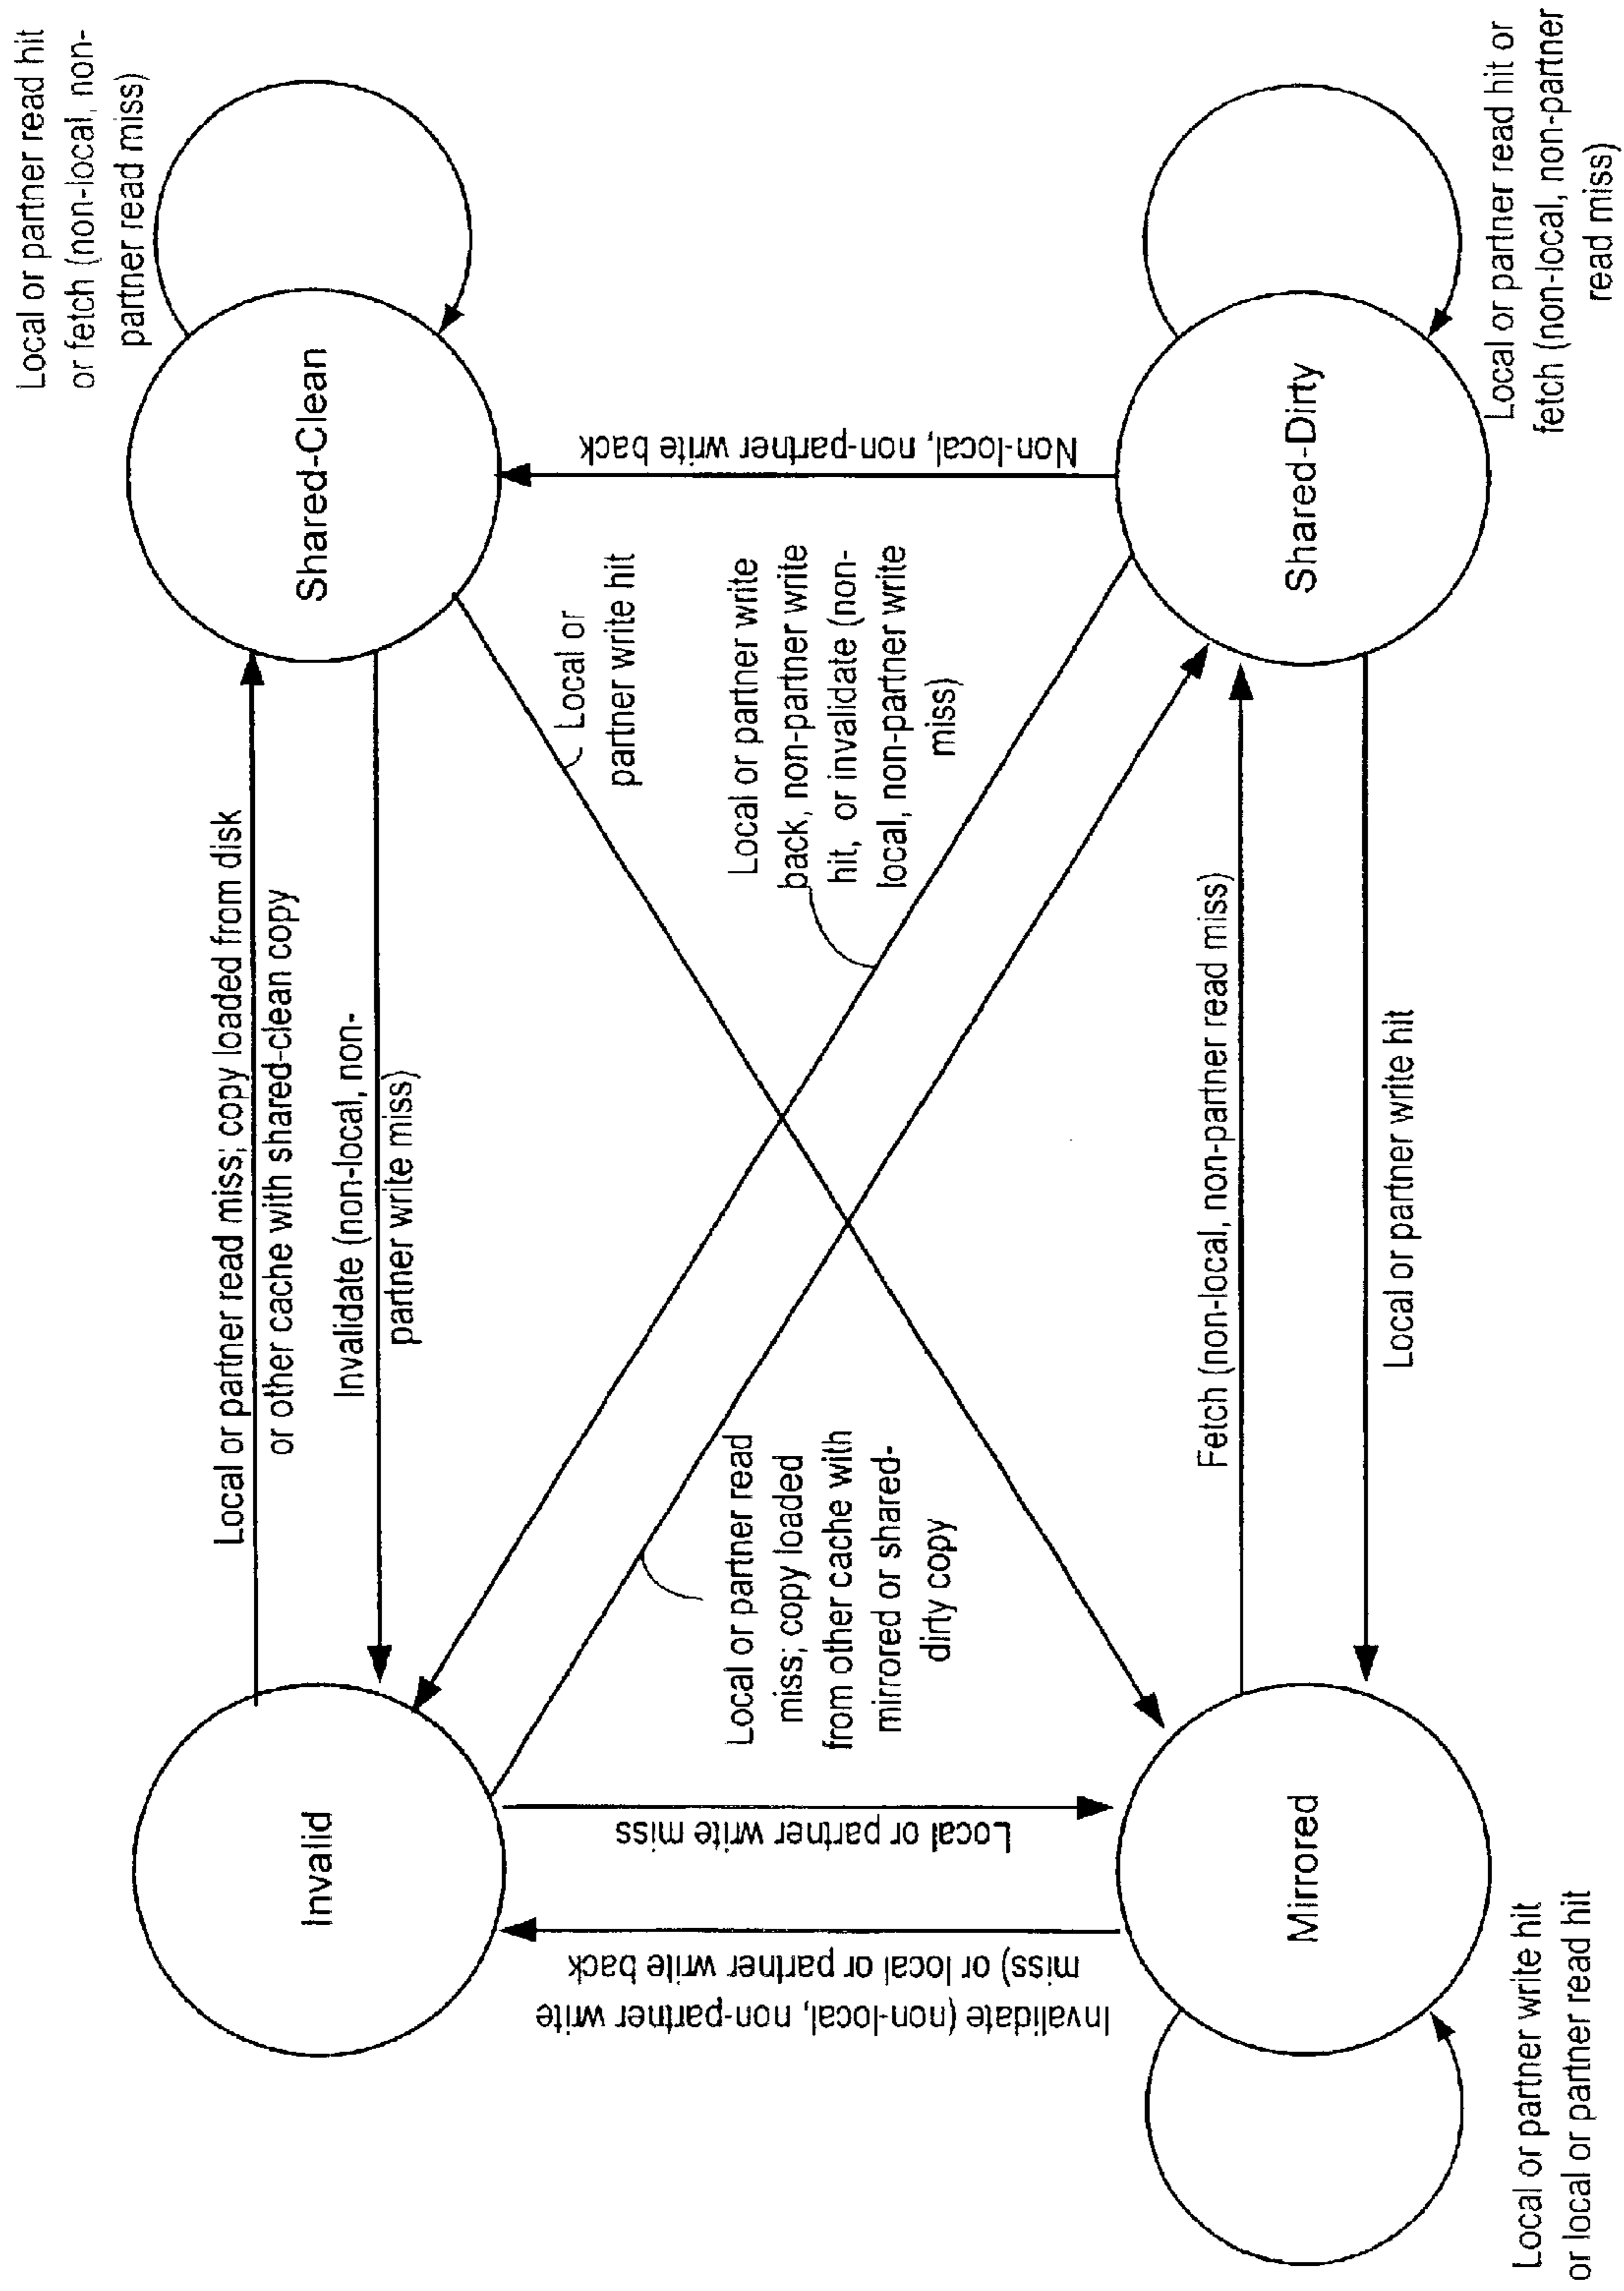 Invalid
Shared-Clean
Local or partner read hit
or fetch (non-local, non-
partner read miss)
Local or partner read miss; copy loaded from disk
or other cache with shared-clean copy
Invalidate (non-local, non-
partner write miss)
Local or
partner write hit
Local or partner write
back, non-partner write
hit, or invalidate (non-
local, non-partner write
miss)
Non-local, non-partner write back
Local or partner write miss
Invalidate (non-local, non-partner write
miss) or local or partner write back
Local or partner read
miss; copy loaded
from other cache with
mirrored or shared-
dirty copy
Fetch (non-local, non-partner read miss)
Local or partner write hit
Mirrored
Shared-Dirty
Local or partner write hit
or local or partner read hit
Local or partner read hit or
fetch (non-local, non-partner
read miss)